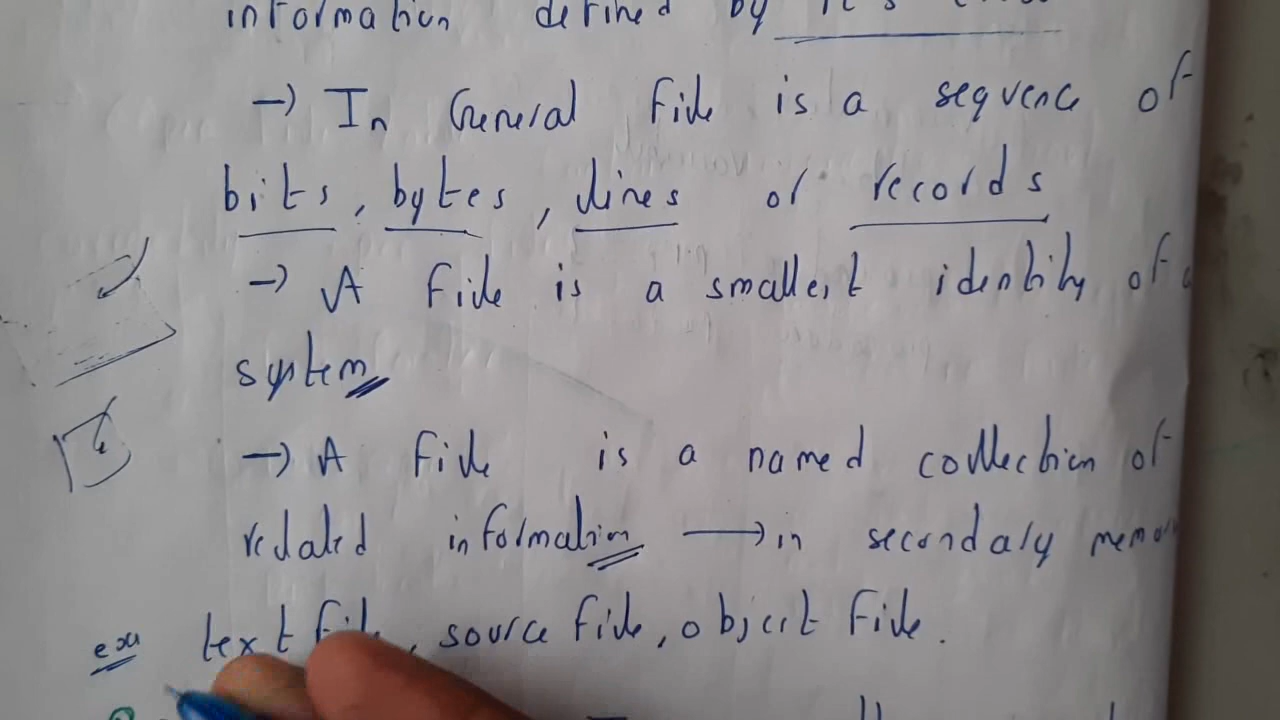 information defined by it's
→ In General File is a sequence of
bits, bytes, lines or records
→ A File is a smallest identity of a
system
→ A File is a named collection of
related information → in secondary memory
ex: text file, source file, object file.